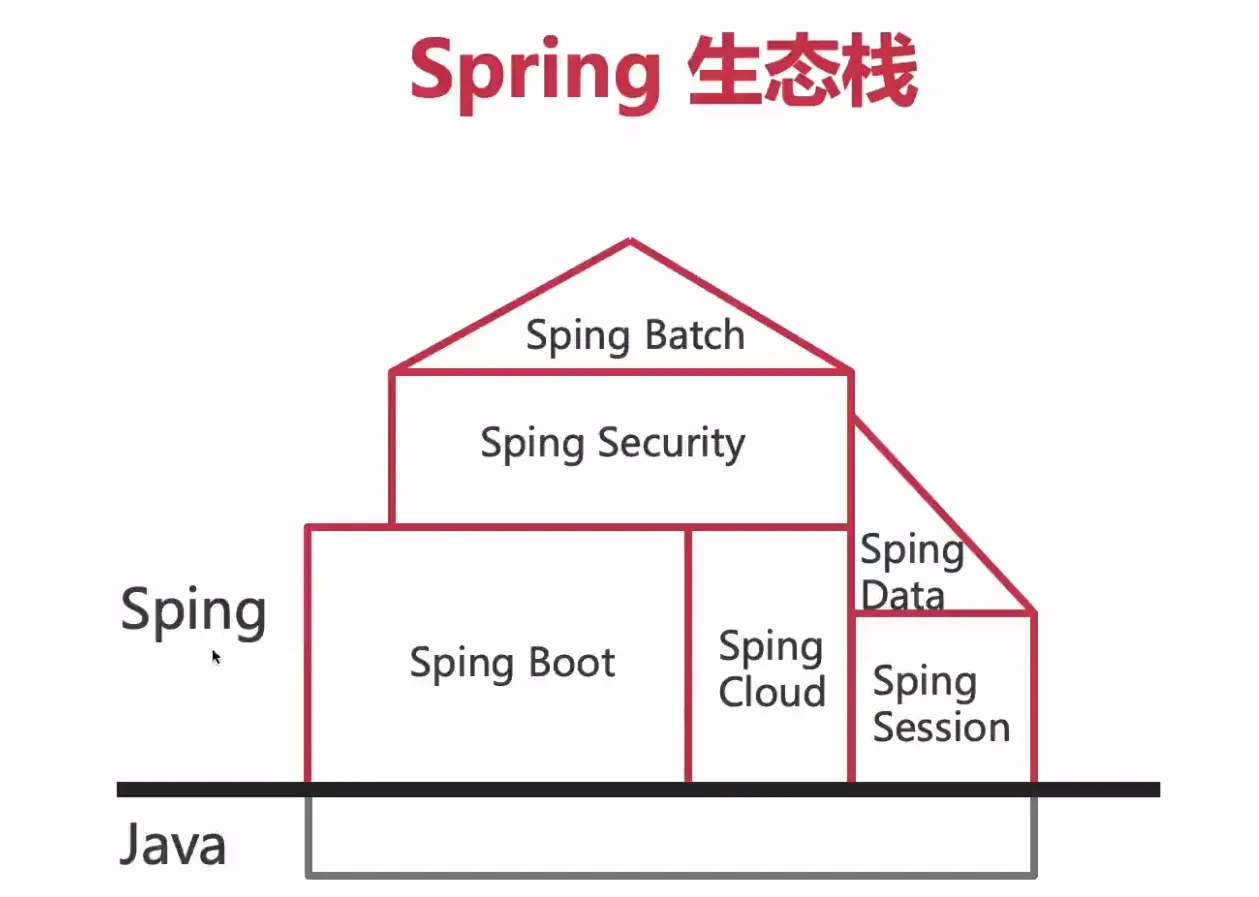 Spring 生态栈
Sping Batch
Sping Security
Sping
Data
Sping
Sping Boot
Sping
Cloud
Sping
Session
Java